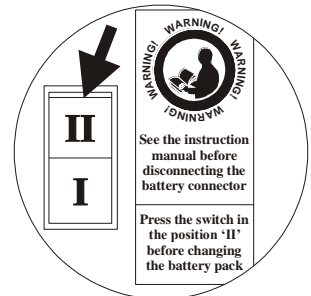 WARNING! WARNING! WARNING! WARNING!
II
I
See the instruction
manual before
disconnecting the
battery connector
Press the switch in
the position ‘II’
before changing
the battery pack